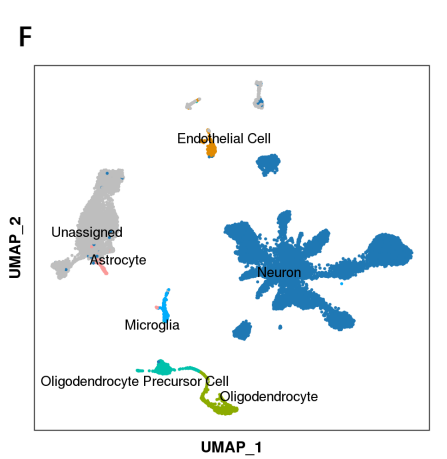 F
Endothelial Cell
Unassigned
Astrocyte
Neuron
Microglia
Oligodendrocyte Precursor Cell
Oligodendrocyte
UMAP_2
UMAP_1